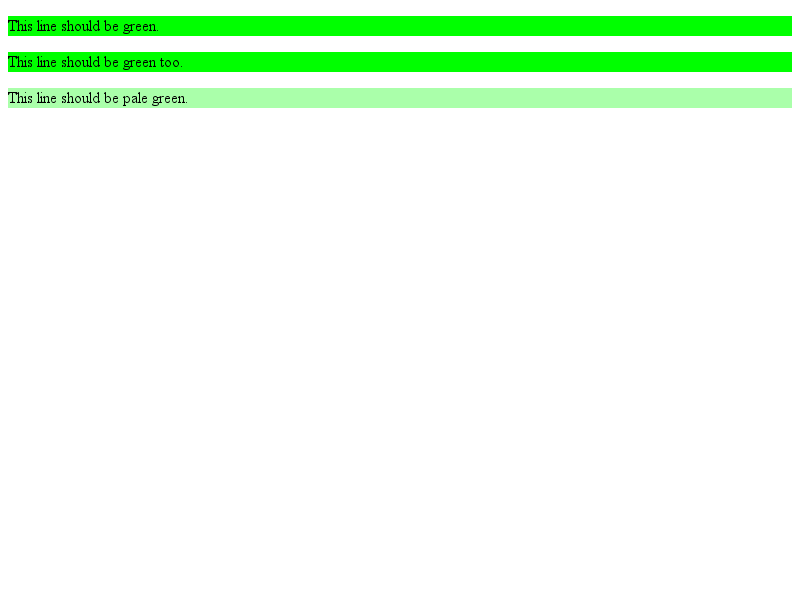 This line should be green.
This line should be green too.
This line should be pale green.